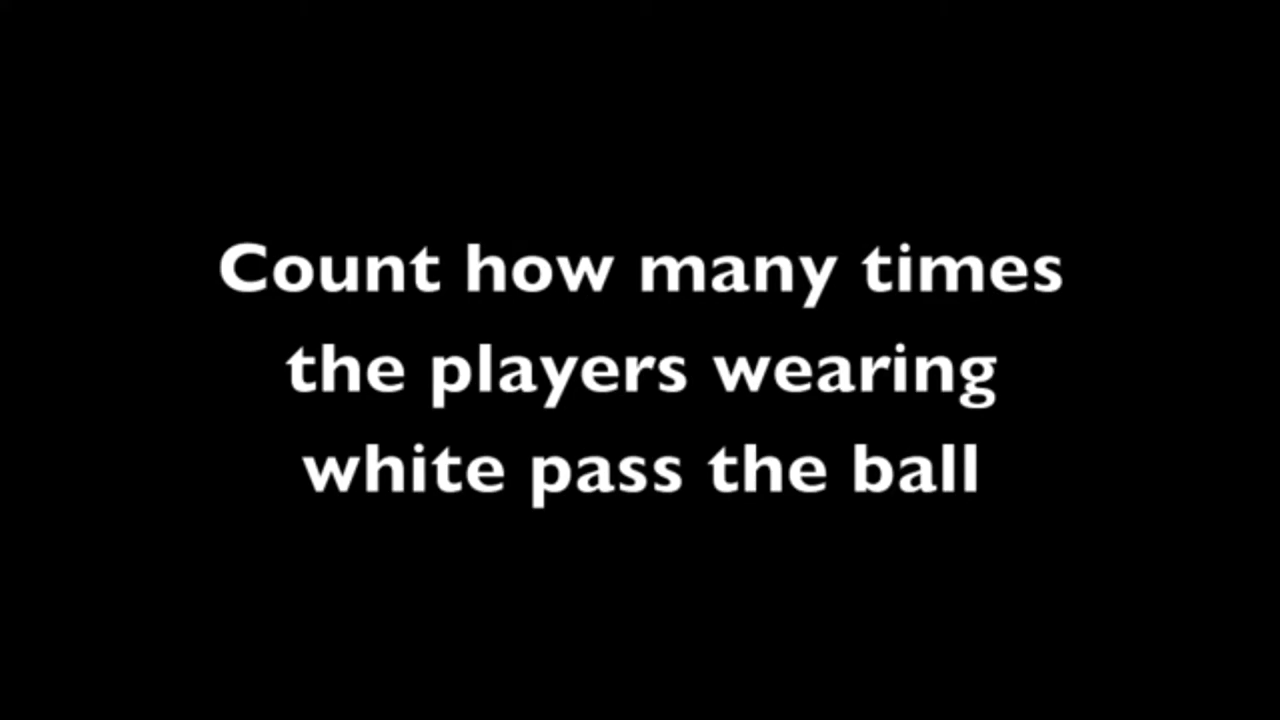 Count how many times
the players wearing
white pass the ball